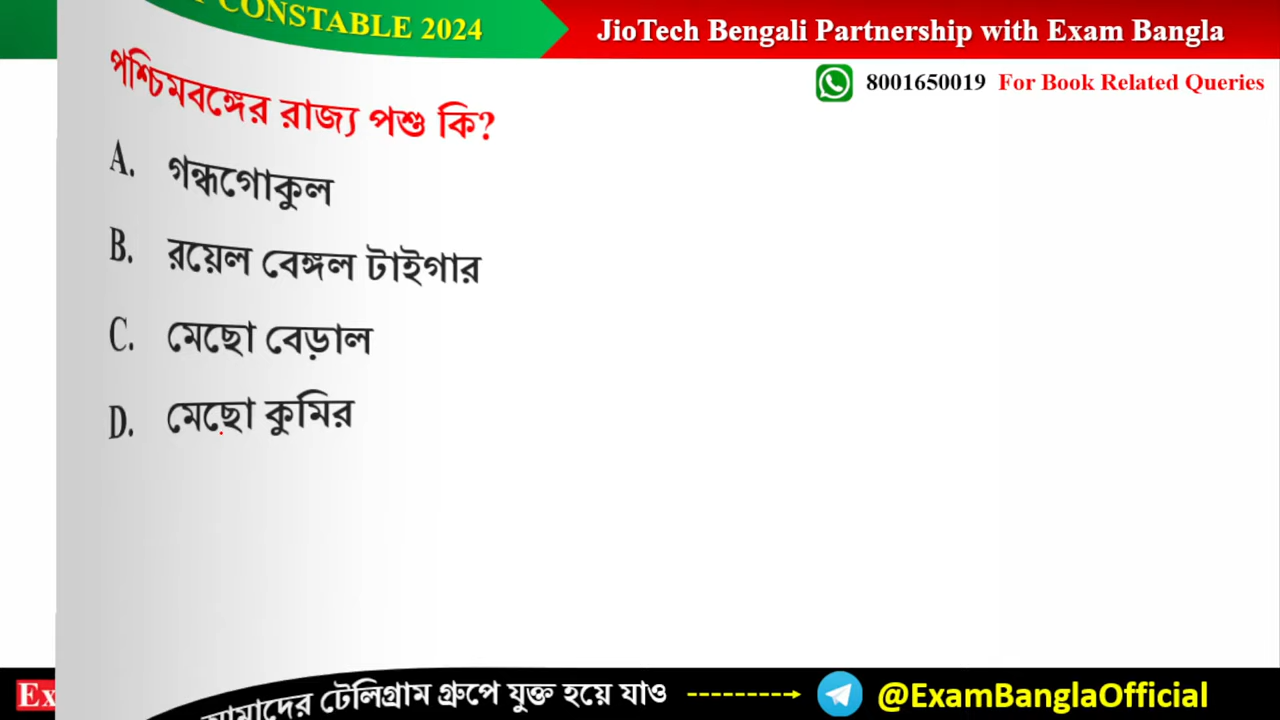 CONSTABLE 2024
JioTech Bengali Partnership with Exam Bangla
8001650019 For Book Related Queries
পশ্চিমবঙ্গের রাজ্য পশু কি?
A. গন্ধগোকুল
B. রয়েল বেঙ্গল টাইগার
C. মেছো বেড়াল
D. মেছো কুমির
Ex
আমাদের টেলিগ্রাম গ্রুপে যুক্ত হয়ে যাও
@ExamBanglaOfficial